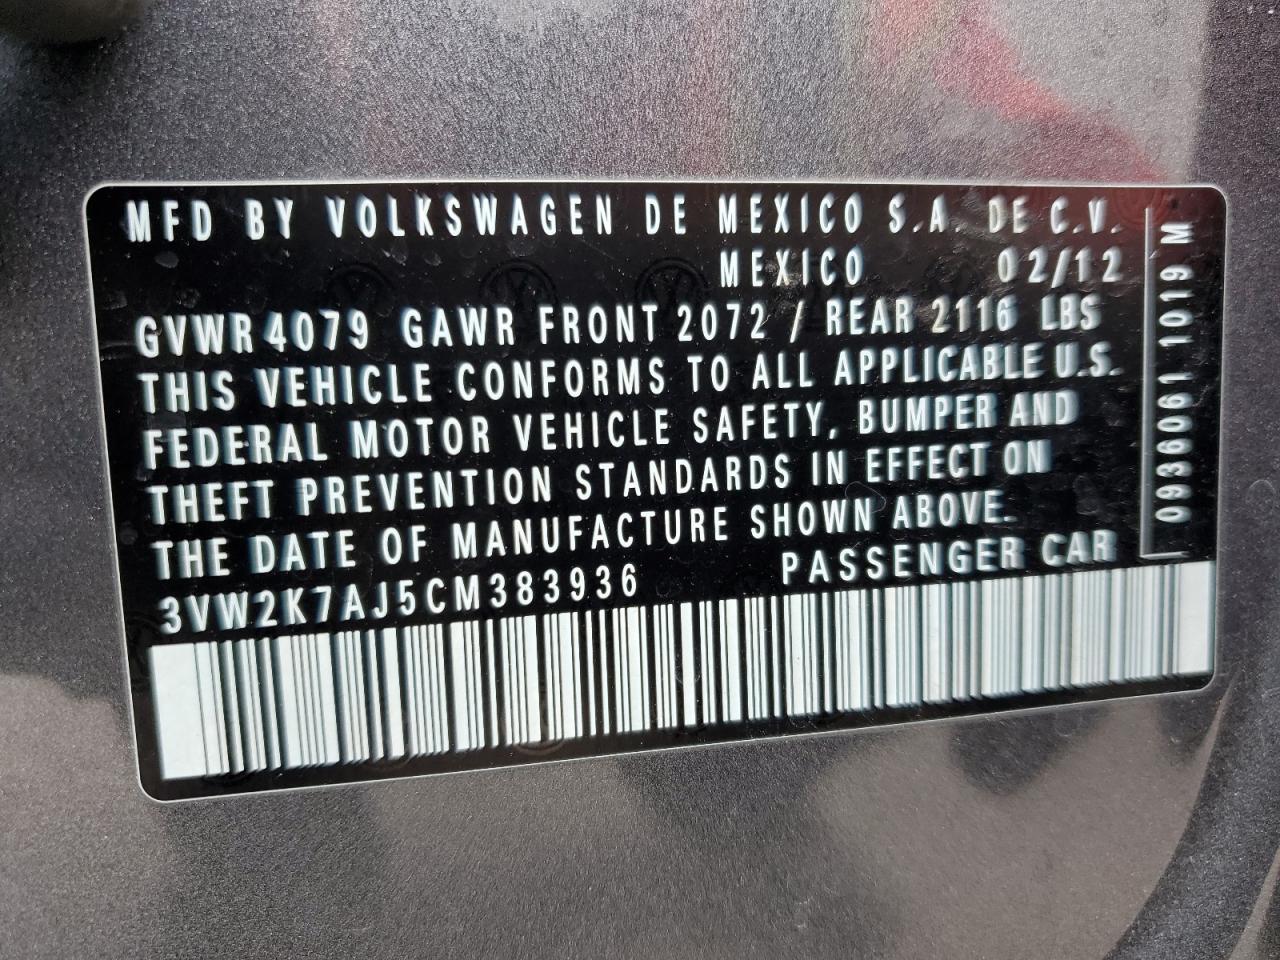 MFD BY VOLKSWAGEN DE MEXICO S.A. DE C.V.
MEXICO 02/12
GVWR 4079 GAWR FRONT 2072 / REAR 2116 LBS
THIS VEHICLE CONFORMS TO ALL APPLICABLE U.S.
FEDERAL MOTOR VEHICLE SAFETY, BUMPER AND
THEFT PREVENTION STANDARDS IN EFFECT ON
THE DATE OF MANUFACTURE SHOWN ABOVE.
3VW2K7AJ5CM383936 PASSENGER CAR
0936061 1019 M